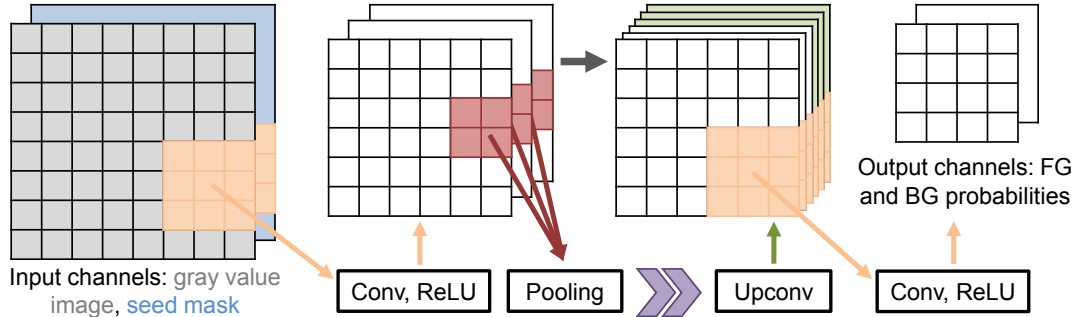 Input channels: gray value
image, seed mask
Conv, ReLU
Pooling
Upconv
Conv, ReLU
Output channels: FG
and BG probabilities